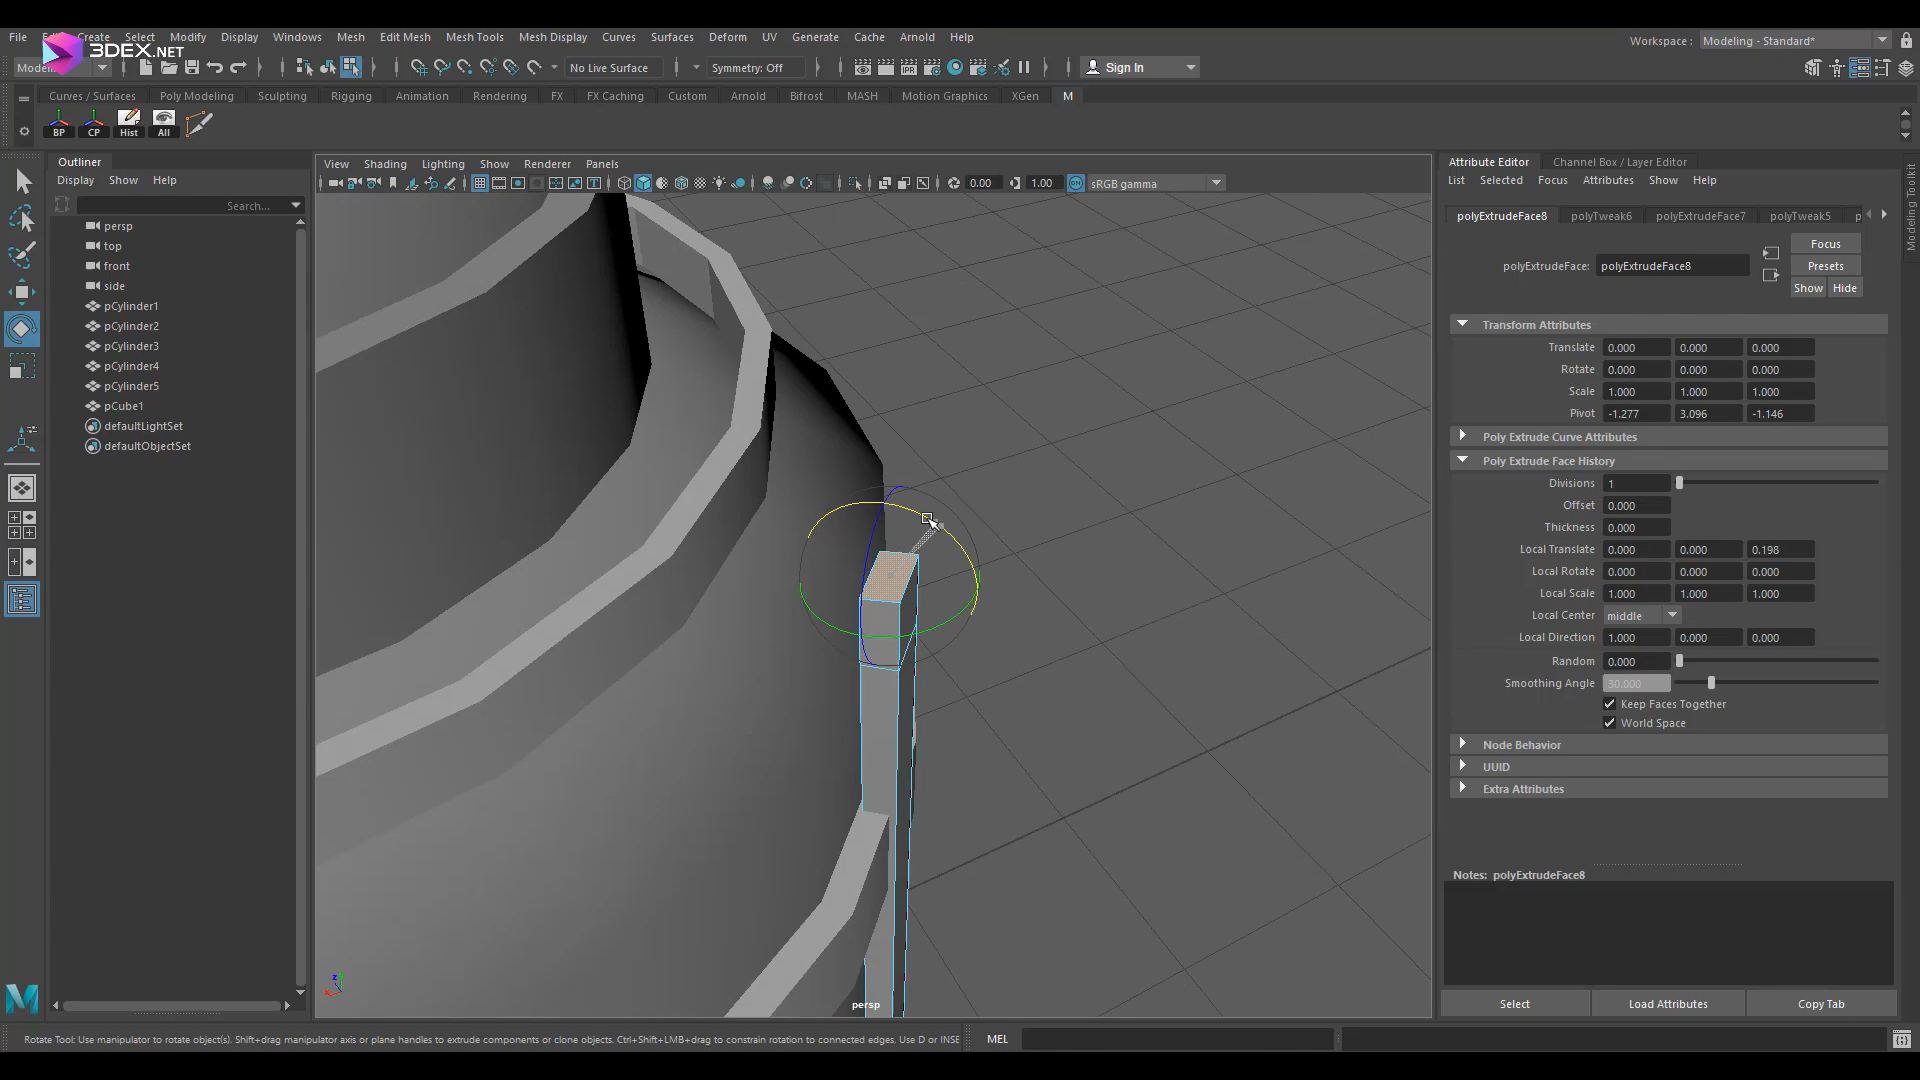 File Edit Create Select Modify Display Windows Mesh Edit Mesh Mesh Tools Mesh Display Curves Surfaces Deform UV Generate Cache Arnold Help
Workspace : Modeling - Standard*
3DEX.NET
No Live Surface Symmetry: Off IPR Sign In
Curves / Surfaces Poly Modeling Sculpting Rigging Animation Rendering FX FX Caching Custom Arnold Bifrost MASH Motion Graphics XGen M
BP CP Hist All
Outliner
Display Show Help
Search...
persp
top
front
side
pCylinder1
pCylinder2
pCylinder3
pCylinder4
pCylinder5
pCube1
defaultLightSet
defaultObjectSet
View Shading Lighting Show Renderer Panels
0.00 1.00 sRGB gamma
persp
Attribute Editor Channel Box / Layer Editor
List Selected Focus Attributes Show Help
polyExtrudeFace8 polyTweak6 polyExtrudeFace7 polyTweak5 p
Focus
polyExtrudeFace: polyExtrudeFace8 Presets
Show Hide
Transform Attributes
Translate 0.000 0.000 0.000
Rotate 0.000 0.000 0.000
Scale 1.000 1.000 1.000
Pivot -1.277 3.096 -1.146
Poly Extrude Curve Attributes
Poly Extrude Face History
Divisions 1
Offset 0.000
Thickness 0.000
Local Translate 0.000 0.000 0.198
Local Rotate 0.000 0.000 0.000
Local Scale 1.000 1.000 1.000
Local Center middle
Local Direction 1.000 0.000 0.000
Random 0.000
Smoothing Angle 30.000
Keep Faces Together
World Space
Node Behavior
UUID
Extra Attributes
Notes: polyExtrudeFace8
Select Load Attributes Copy Tab
Modeling Toolkit
Rotate Tool: Use manipulator to rotate object(s). Shift+drag manipulator axis or plane handles to extrude components or clone objects. Ctrl+Shift+LMB+drag to constrain rotation to connected edges. Use D or INSE
MEL